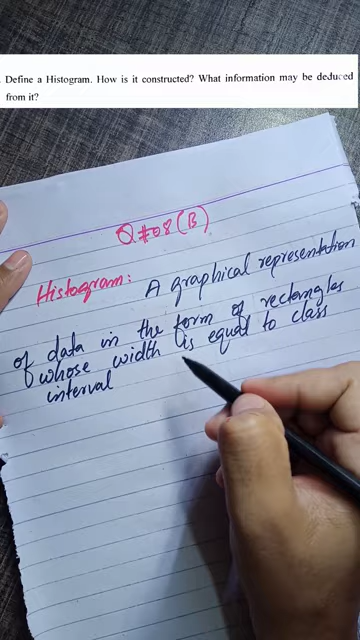 Define a Histogram. How is it constructed? What information may be deduced
from it?
Q #08 (B)
Histogram: A graphical representation
of data in the form of rectangles
whose width is equal to class
interval